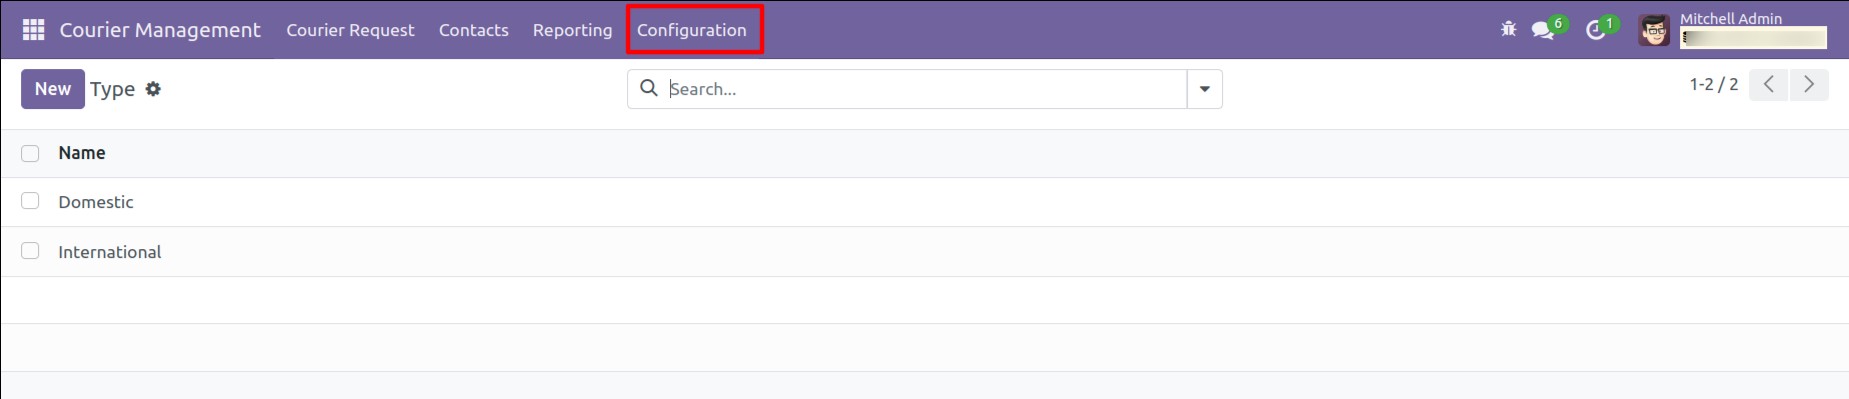 Courier Management Courier Request Contacts Reporting Configuration 6 1 Mitchell Admin
New Type Search... 1-2 / 2
Name
Domestic
International